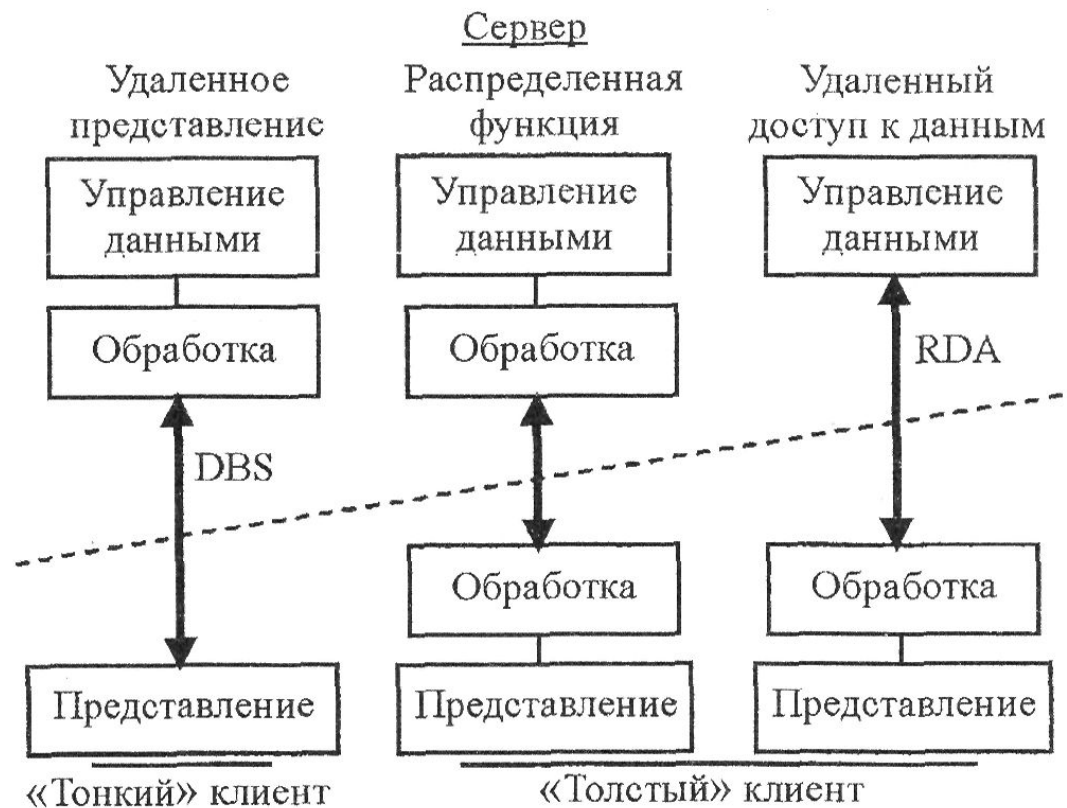 Сервер
Удаленное
представление
Распределенная
функция
Удаленный
доступ к данным
Управление
данными
Управление
данными
Управление
данными
Обработка
Обработка
RDA
DBS
Обработка
Обработка
Представление
Представление
Представление
«Тонкий» клиент
«Толстый» клиент